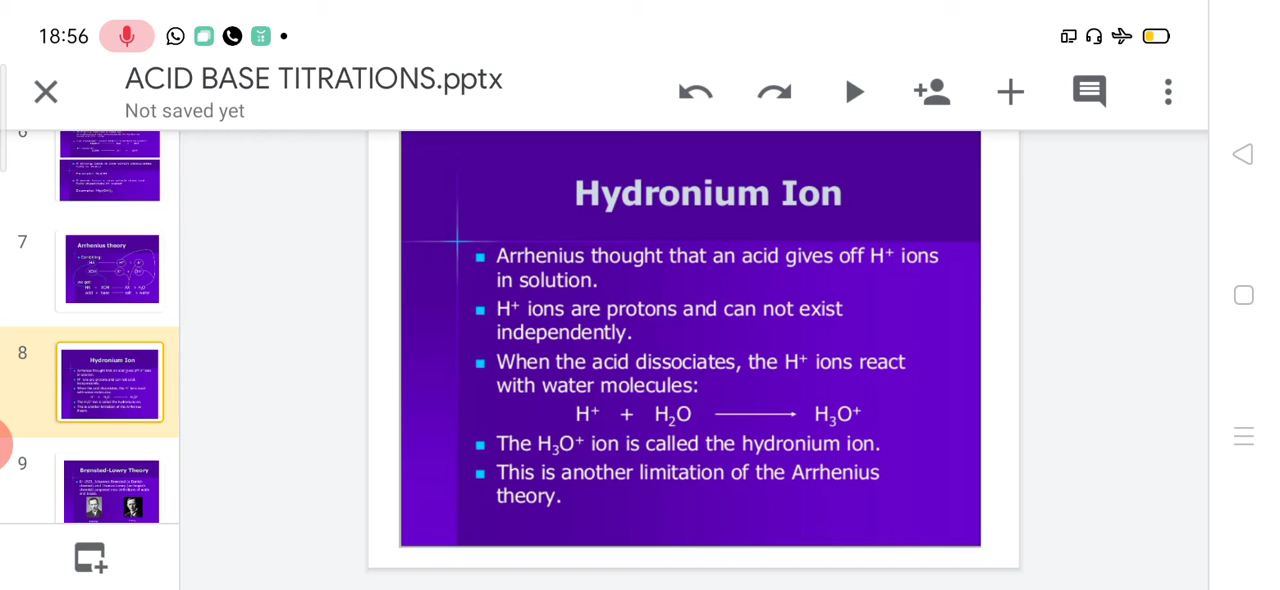 18:56
ACID BASE TITRATIONS.pptx
Not saved yet
6
7
Arrhenius theory
8
Hydronium Ion
9
Brønsted-Lowry Theory
Hydronium Ion
Arrhenius thought that an acid gives off H⁺ ions
in solution.
H⁺ ions are protons and can not exist
independently.
When the acid dissociates, the H⁺ ions react
with water molecules:
H⁺ + H₂O ⟶ H₃O⁺
The H₃O⁺ ion is called the hydronium ion.
This is another limitation of the Arrhenius
theory.